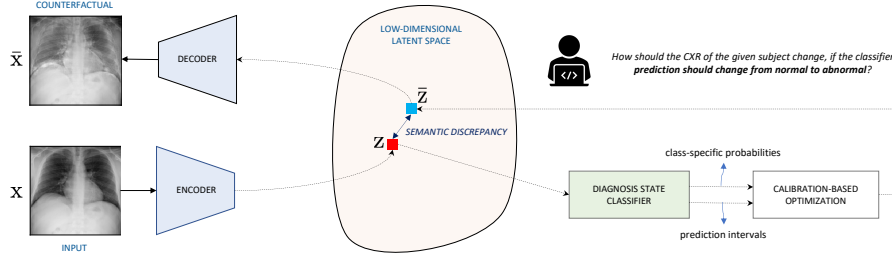 COUNTERFACTUAL
x̄
DECODER
LOW-DIMENSIONAL
LATENT SPACE
z̄
SEMANTIC DISCREPANCY
z
How should the CXR of the given subject change, if the classifier
prediction should change from normal to abnormal?
x
ENCODER
INPUT
class-specific probabilities
DIAGNOSIS STATE
CLASSIFIER
CALIBRATION-BASED
OPTIMIZATION
prediction intervals